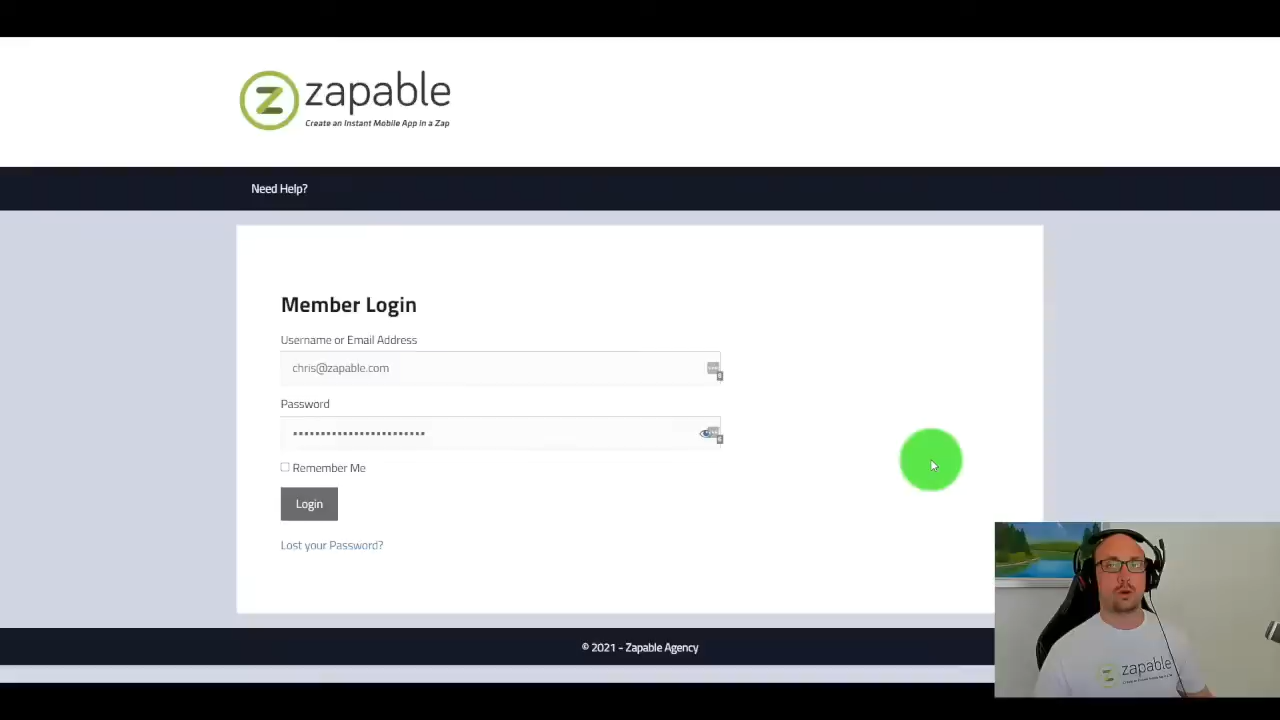 zapable
Create an Instant Mobile App in a Zap
Need Help?
Member Login
Username or Email Address
chris@zapable.com
Password
Remember Me
Login
Lost your Password?
© 2021 - Zapable Agency
zapable